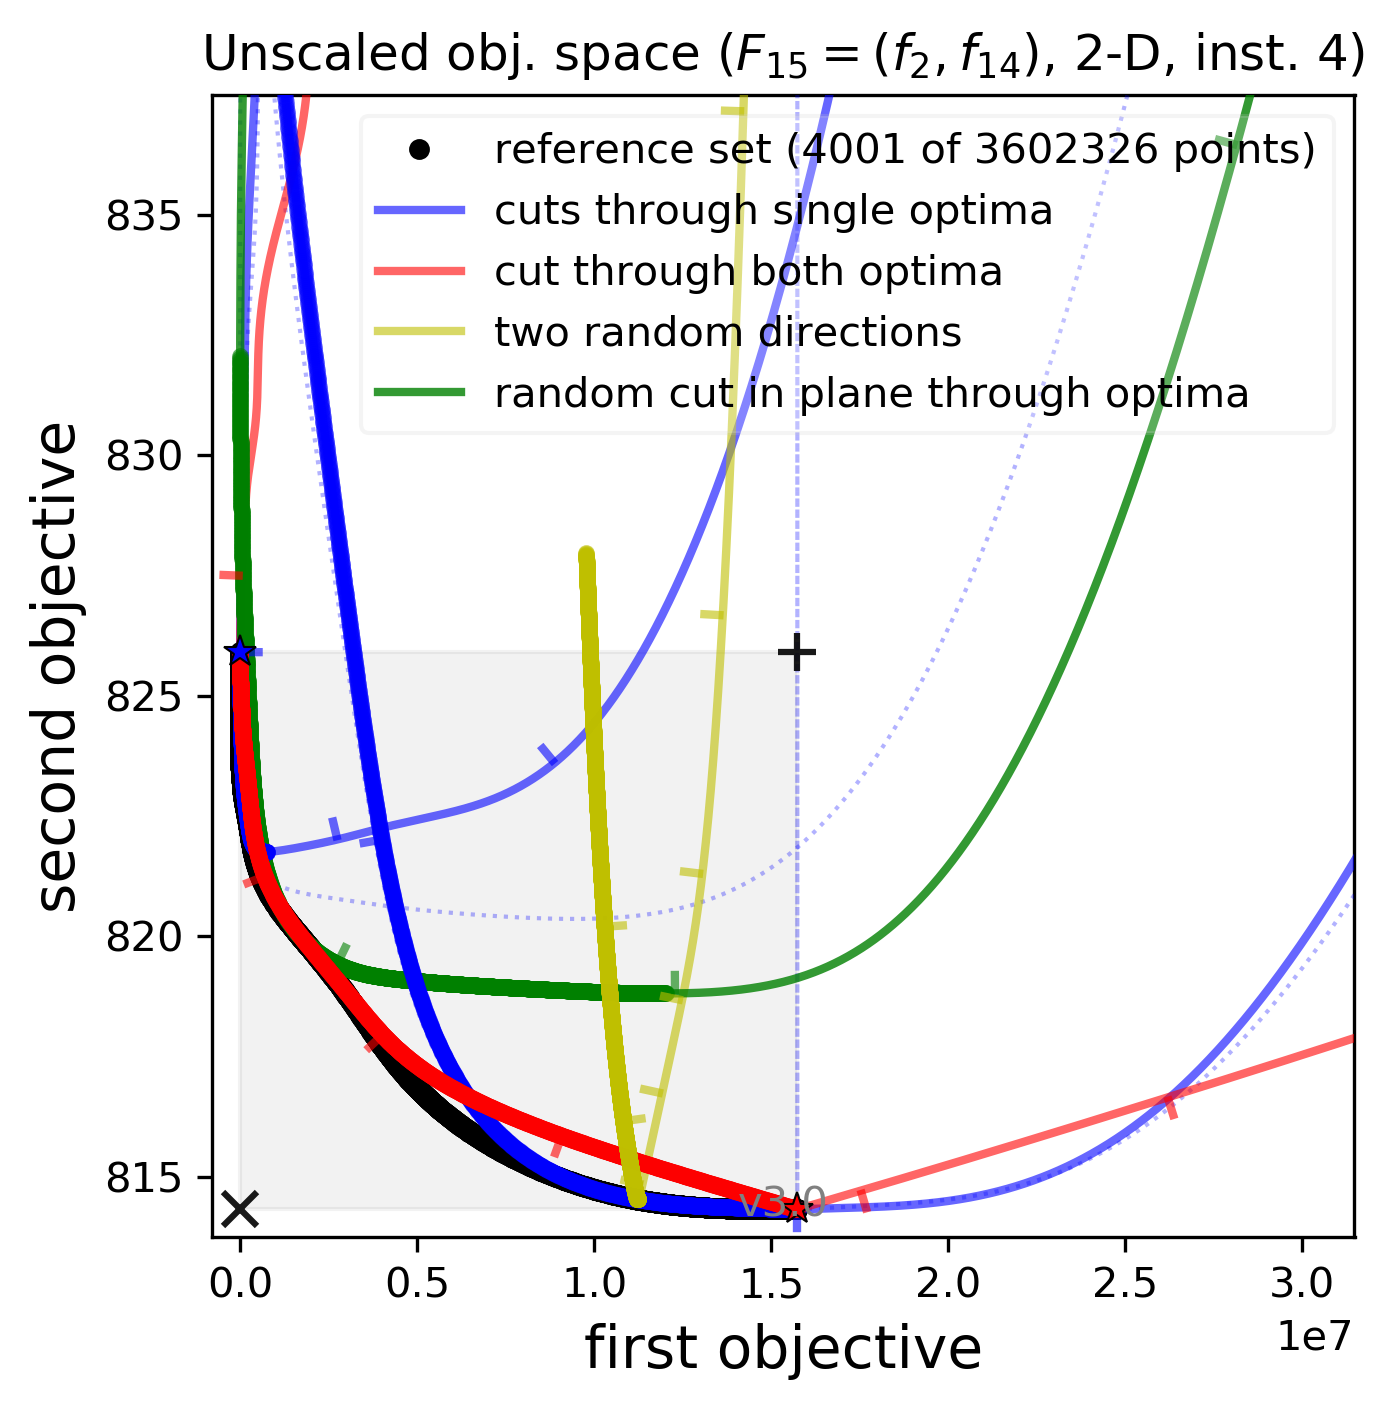 Unscaled obj. space (F₁₅ = (f₂, f₁₄), 2-D, inst. 4)
reference set (4001 of 3602326 points)
cuts through single optima
cut through both optima
two random directions
random cut in plane through optima
835
830
825
820
815
second objective
v3.0
0.0 0.5 1.0 1.5 2.0 2.5 3.0
1e7
first objective